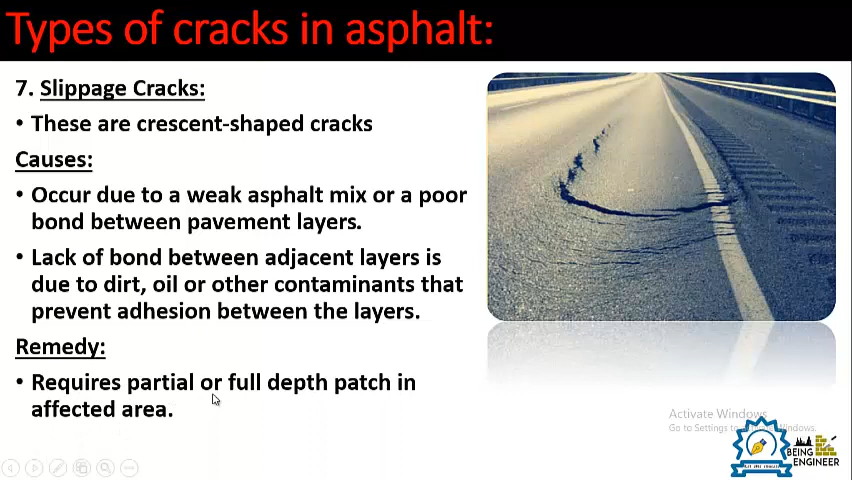 Types of cracks in asphalt:
7. Slippage Cracks:
• These are crescent-shaped cracks
Causes:
• Occur due to a weak asphalt mix or a poor
bond between pavement layers.
• Lack of bond between adjacent layers is
due to dirt, oil or other contaminants that
prevent adhesion between the layers.
Remedy:
• Requires partial or full depth patch in
affected area.
Activate Windows
Go to Settings to activate Windows.
BEING
ENGINEER